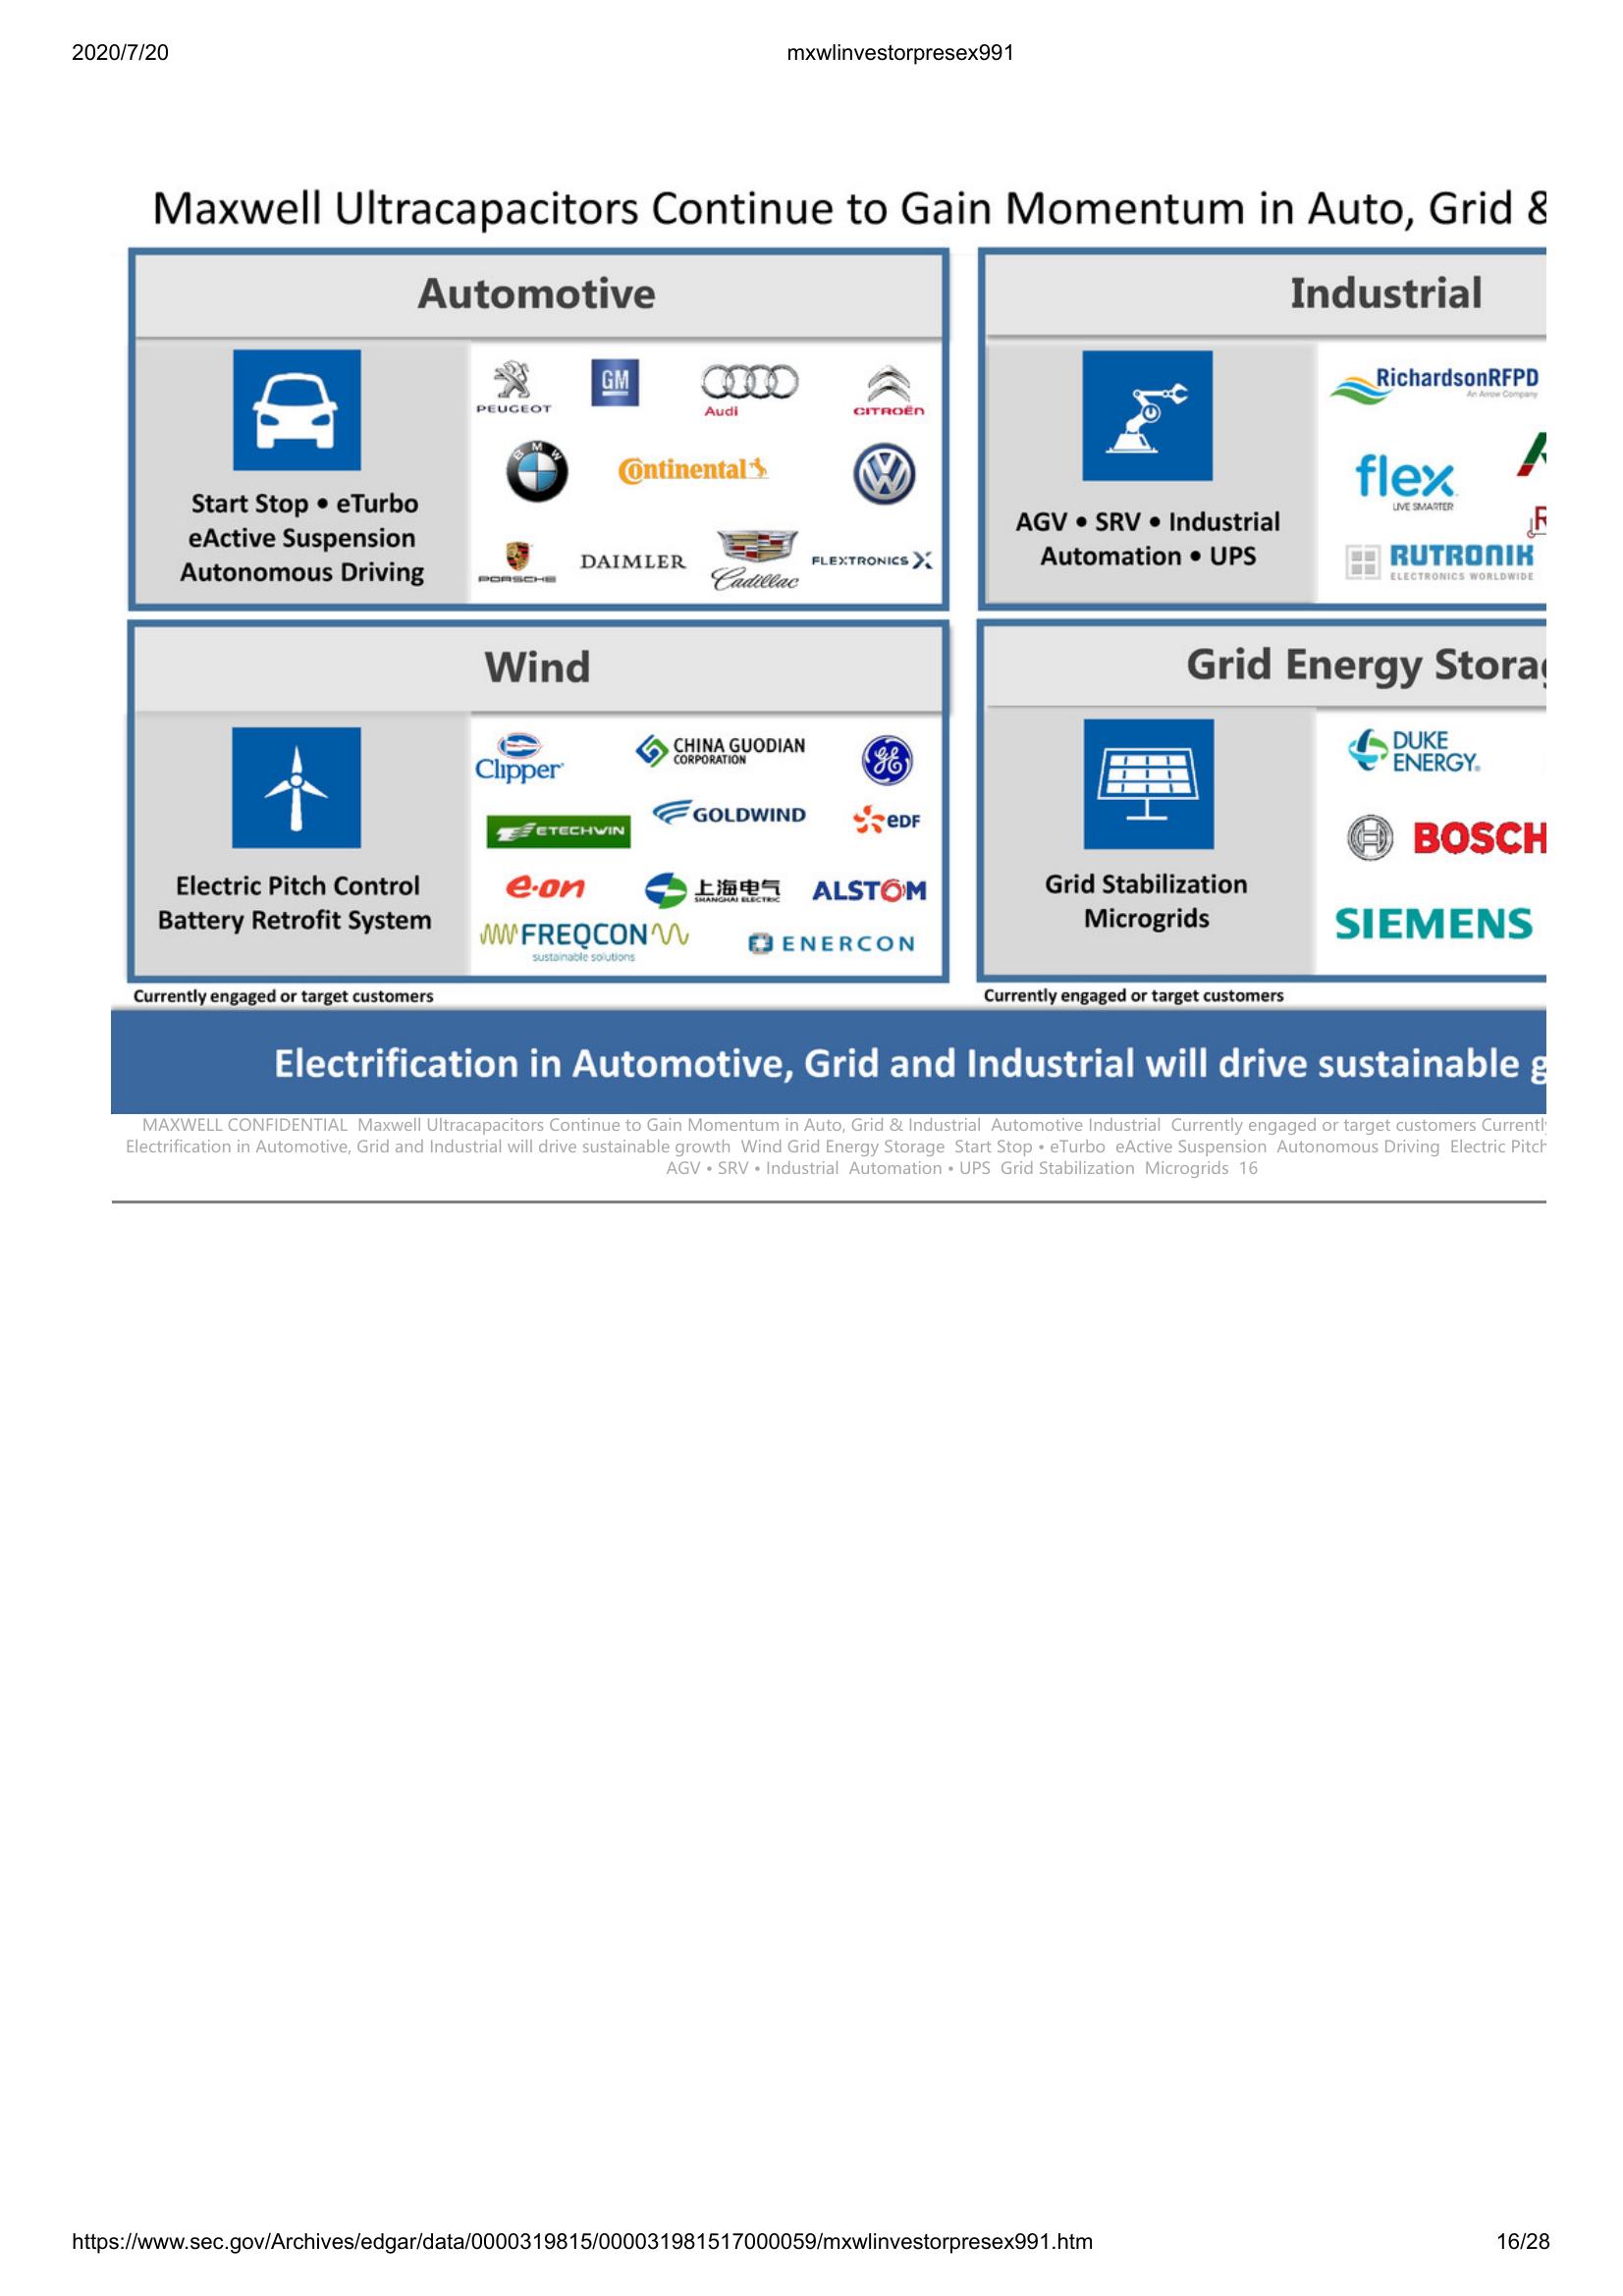 2020/7/20
mxwlinvestorpresex991
Maxwell Ultracapacitors Continue to Gain Momentum in Auto, Grid &
Automotive
Start Stop • eTurbo
eActive Suspension
Autonomous Driving
PEUGEOT
GM
Audi
CITROËN
BMW
Continental
VW
PORSCHE
DAIMLER
Cadillac
FLEXTRONICS
Industrial
AGV • SRV • Industrial
Automation • UPS
RichardsonRFPD
An Arrow Company
flex
LIVE SMARTER
RUTRONIK
ELECTRONICS WORLDWIDE
Wind
Electric Pitch Control
Battery Retrofit System
Clipper
CHINA GUODIAN
CORPORATION
GE
ETECHWIN
GOLDWIND
eDF
e·on
上海电气
SHANGHAI ELECTRIC
ALSTOM
FREQCON
sustainable solutions
ENERCON
Grid Energy Storag
Grid Stabilization
Microgrids
DUKE
ENERGY®
BOSCH
SIEMENS
Currently engaged or target customers
Currently engaged or target customers
Electrification in Automotive, Grid and Industrial will drive sustainable g
MAXWELL CONFIDENTIAL Maxwell Ultracapacitors Continue to Gain Momentum in Auto, Grid & Industrial Automotive Industrial Currently engaged or target customers Currently
Electrification in Automotive, Grid and Industrial will drive sustainable growth Wind Grid Energy Storage Start Stop • eTurbo eActive Suspension Autonomous Driving Electric Pitch
AGV • SRV • Industrial Automation • UPS Grid Stabilization Microgrids 16
https://www.sec.gov/Archives/edgar/data/0000319815/000031981517000059/mxwlinvestorpresex991.htm
16/28